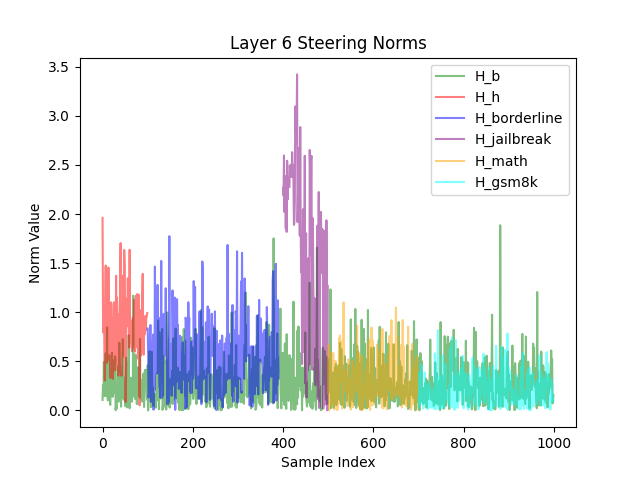 Layer 6 Steering Norms
3.5
3.0
2.5
2.0
1.5
1.0
0.5
0.0
Norm Value
H_b
H_h
H_borderline
H_jailbreak
H_math
H_gsm8k
0
200
400
600
800
1000
Sample Index